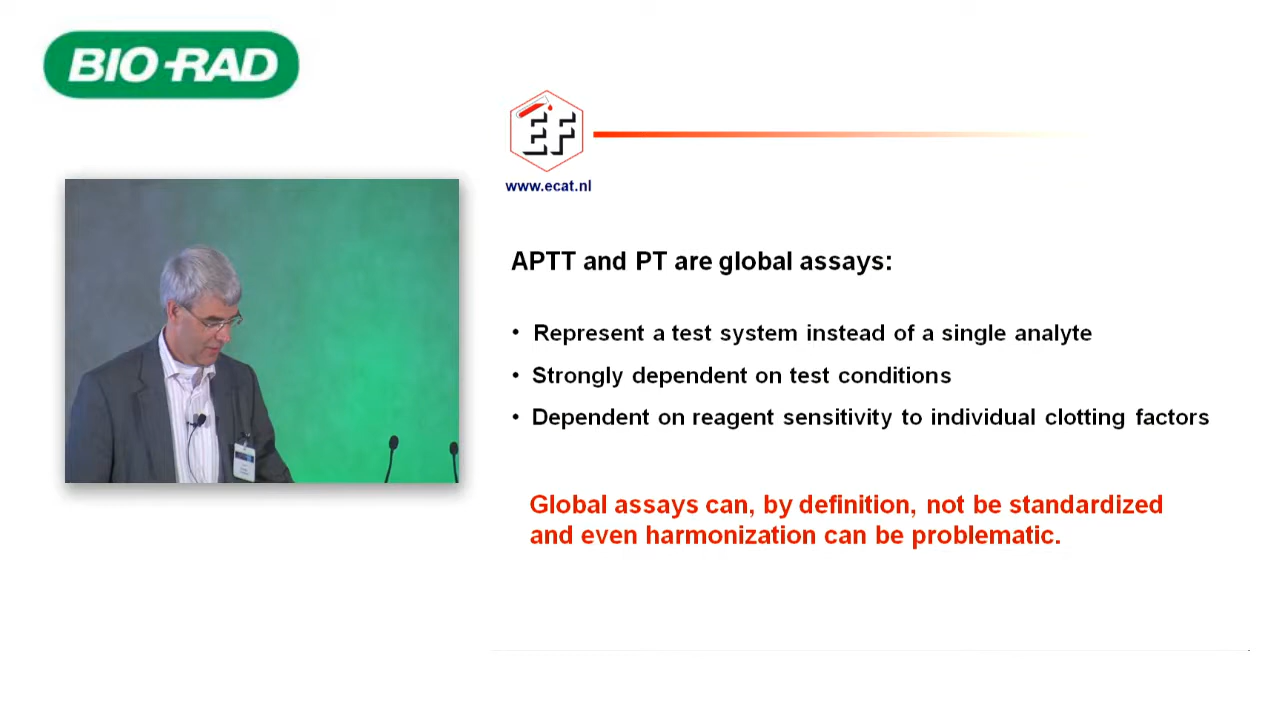 BIO-RAD
EF
www.ecat.nl
APTT and PT are global assays:
• Represent a test system instead of a single analyte
• Strongly dependent on test conditions
• Dependent on reagent sensitivity to individual clotting factors
Global assays can, by definition, not be standardized
and even harmonization can be problematic.